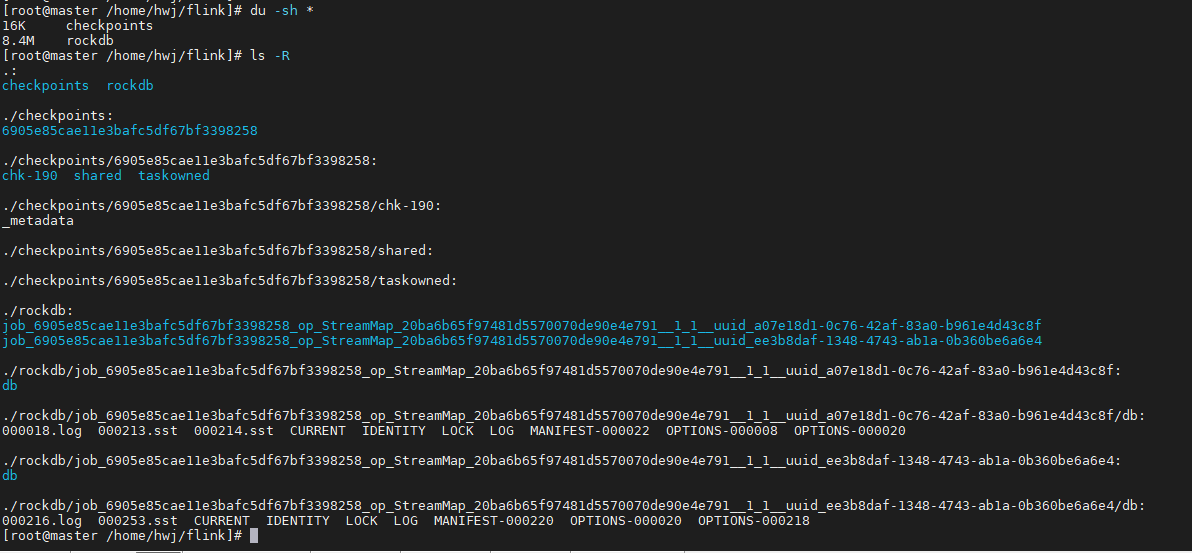 [root@master /home/hwj/flink]# du -sh *
16K     checkpoints
8.4M    rockdb
[root@master /home/hwj/flink]# ls -R
.:
checkpoints  rockdb
./checkpoints:
6905e85cae11e3bafc5df67bf3398258
./checkpoints/6905e85cae11e3bafc5df67bf3398258:
chk-190  shared  taskowned
./checkpoints/6905e85cae11e3bafc5df67bf3398258/chk-190:
_metadata
./checkpoints/6905e85cae11e3bafc5df67bf3398258/shared:
./checkpoints/6905e85cae11e3bafc5df67bf3398258/taskowned:
./rockdb:
job_6905e85cae11e3bafc5df67bf3398258_op_StreamMap_20ba6b65f97481d5570070de90e4e791__1_1__uuid_a07e18d1-0c76-42af-83a0-b961e4d43c8f
job_6905e85cae11e3bafc5df67bf3398258_op_StreamMap_20ba6b65f97481d5570070de90e4e791__1_1__uuid_ee3b8daf-1348-4743-ab1a-0b360be6a6e4
./rockdb/job_6905e85cae11e3bafc5df67bf3398258_op_StreamMap_20ba6b65f97481d5570070de90e4e791__1_1__uuid_a07e18d1-0c76-42af-83a0-b961e4d43c8f:
db
./rockdb/job_6905e85cae11e3bafc5df67bf3398258_op_StreamMap_20ba6b65f97481d5570070de90e4e791__1_1__uuid_a07e18d1-0c76-42af-83a0-b961e4d43c8f/db:
000018.log  000213.sst  000214.sst  CURRENT  IDENTITY  LOCK  LOG  MANIFEST-000022  OPTIONS-000008  OPTIONS-000020
./rockdb/job_6905e85cae11e3bafc5df67bf3398258_op_StreamMap_20ba6b65f97481d5570070de90e4e791__1_1__uuid_ee3b8daf-1348-4743-ab1a-0b360be6a6e4:
db
./rockdb/job_6905e85cae11e3bafc5df67bf3398258_op_StreamMap_20ba6b65f97481d5570070de90e4e791__1_1__uuid_ee3b8daf-1348-4743-ab1a-0b360be6a6e4/db:
000216.log  000253.sst  CURRENT  IDENTITY  LOCK  LOG  MANIFEST-000220  OPTIONS-000020  OPTIONS-000218
[root@master /home/hwj/flink]#